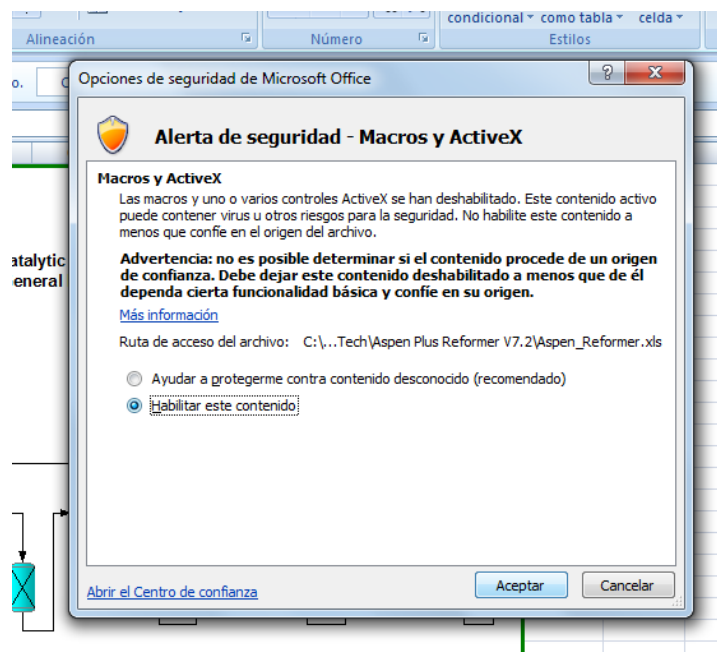 condicional como tabla celda
Alineación Número Estilos
o.
Opciones de seguridad de Microsoft Office
Alerta de seguridad - Macros y ActiveX
Macros y ActiveX
Las macros y uno o varios controles ActiveX se han deshabilitado. Este contenido activo
puede contener virus u otros riesgos para la seguridad. No habilite este contenido a
menos que confíe en el origen del archivo.
atalytic
eneral
Advertencia: no es posible determinar si el contenido procede de un origen
de confianza. Debe dejar este contenido deshabilitado a menos que de él
dependa cierta funcionalidad básica y confíe en su origen.
Más información
Ruta de acceso del archivo: C:\...Tech\Aspen Plus Reformer V7.2\Aspen_Reformer.xls
Ayudar a protegerme contra contenido desconocido (recomendado)
Habilitar este contenido
Abrir el Centro de confianza
Aceptar Cancelar